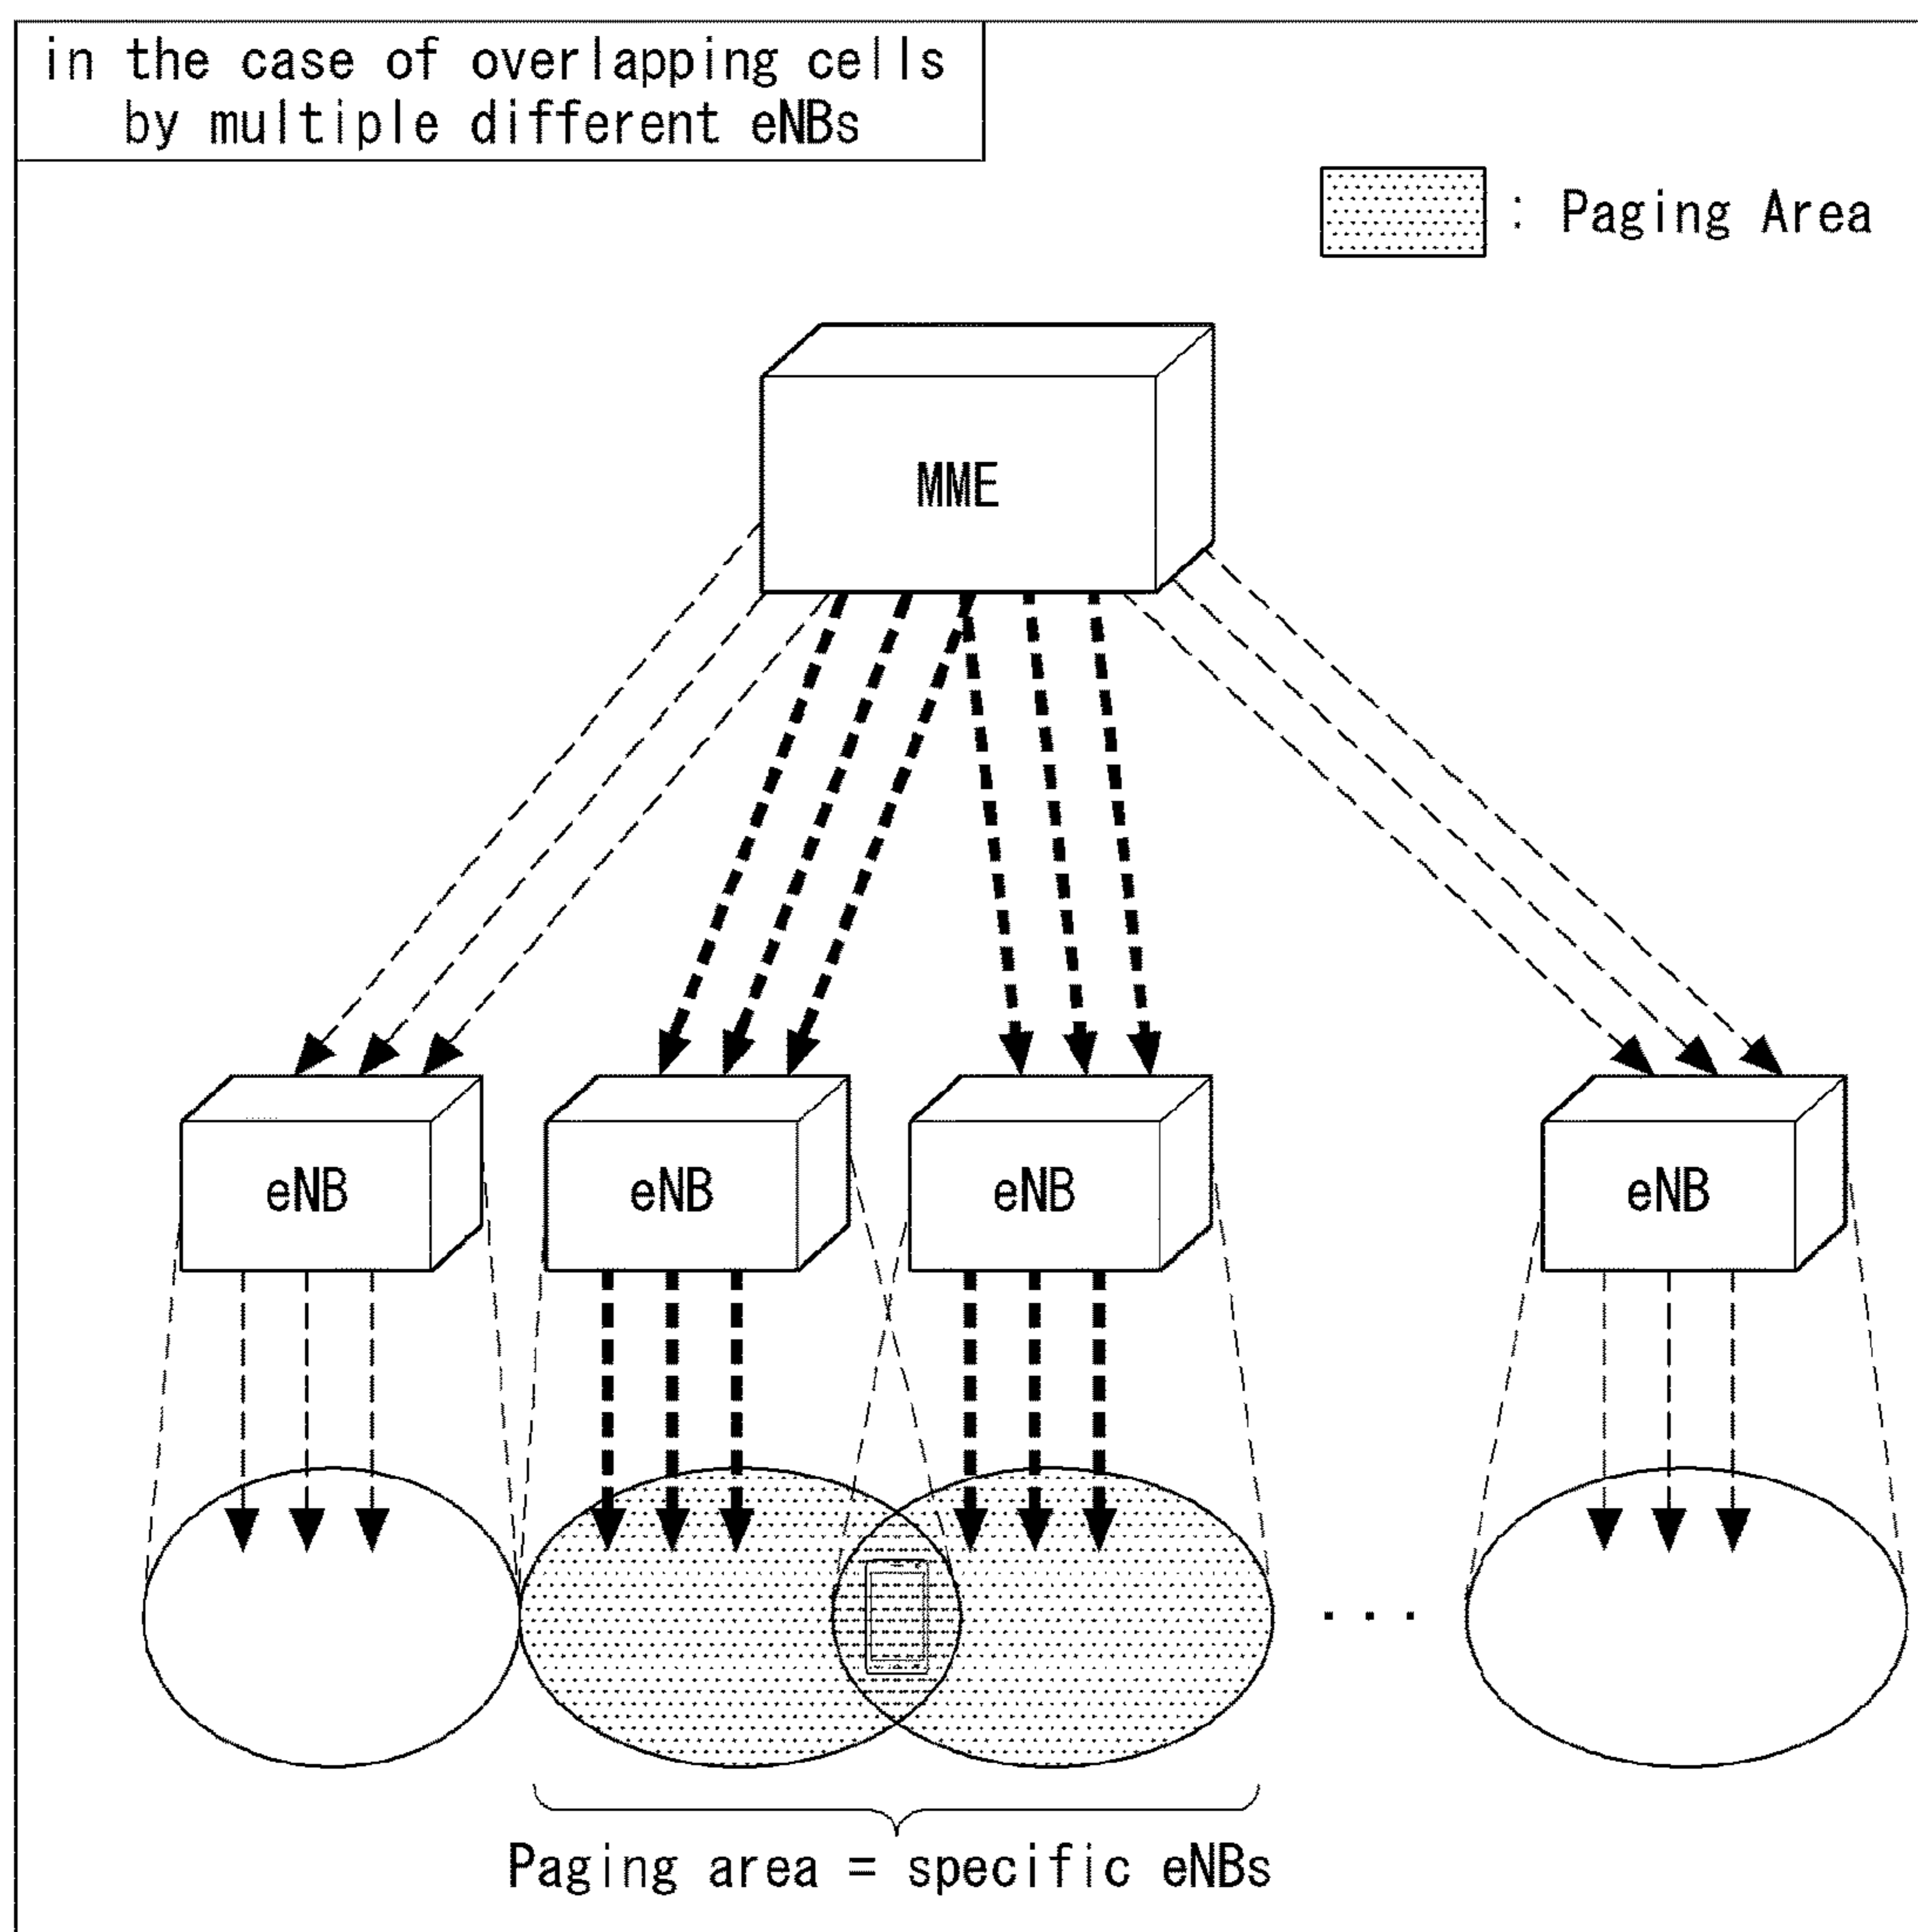 in the case of overlapping cells
by multiple different eNBs
: Paging Area
MME
eNB
eNB
eNB
eNB
...
Paging area = specific eNBs